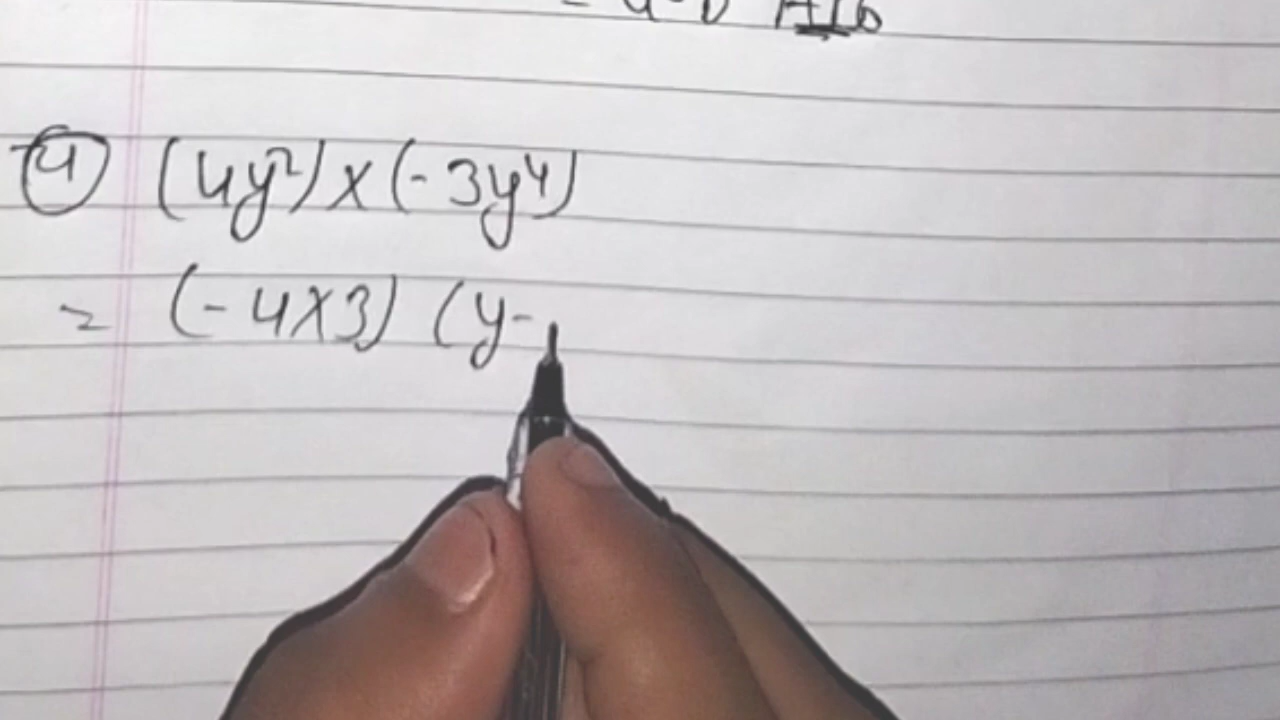 ④ (4y²)×(-3y⁴)
= (-4×3) (y-